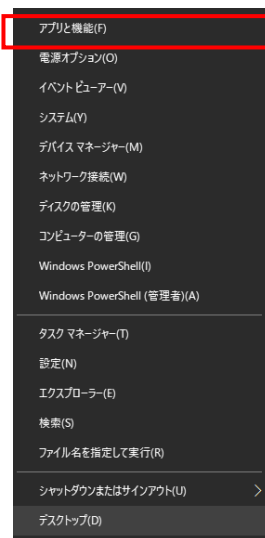 アプリと機能(F)
電源オプション(O)
イベント ビューアー(V)
システム(Y)
デバイス マネージャー(M)
ネットワーク接続(W)
ディスクの管理(K)
コンピューターの管理(G)
Windows PowerShell(I)
Windows PowerShell (管理者)(A)
タスク マネージャー(T)
設定(N)
エクスプローラー(E)
検索(S)
ファイル名を指定して実行(R)
シャットダウンまたはサインアウト(U)
デスクトップ(D)